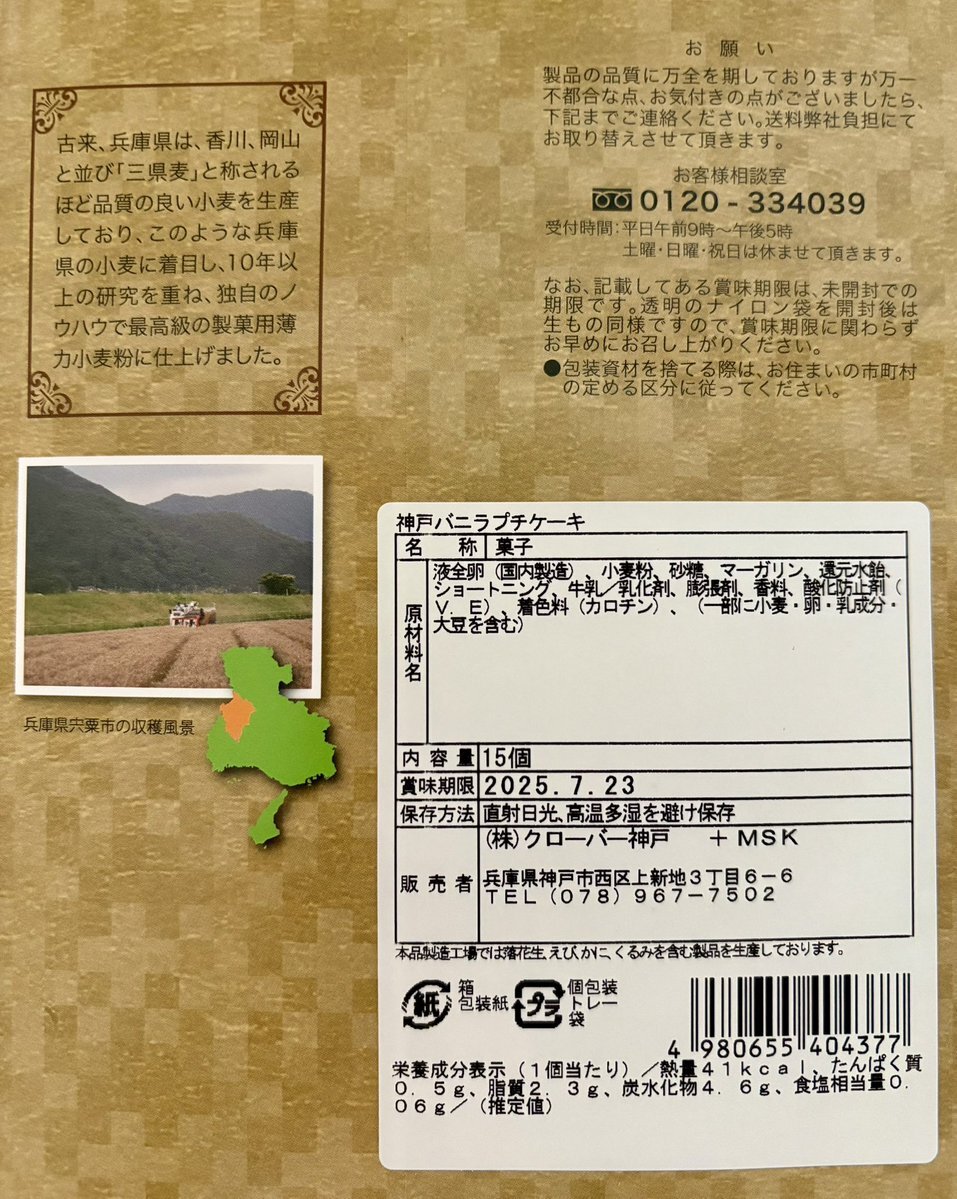 古来、兵庫県は、香川、岡山
と並び「三県麦」と称される
ほど品質の良い小麦を生産
しており、このような兵庫
県の小麦に着目し、10年以
上の研究を重ね、独自のノ
ウハウで最高級の製菓用薄
力小麦粉に仕上げました。
兵庫県宍粟市の収穫風景
お願い
製品の品質に万全を期しておりますが万一
不都合な点、お気付きの点がございましたら、
下記までご連絡ください。送料弊社負担にて
お取り替えさせて頂きます。
お客様相談室
0120-334039
受付時間:平日午前9時〜午後5時
土曜・日曜・祝日は休ませて頂きます。
なお、記載してある賞味期限は、未開封での
期限です。透明のナイロン袋を開封後は
生もの同様ですので、賞味期限に関わらず
お早めにお召し上がりください。
●包装資材を捨てる際は、お住まいの市町村
の定める区分に従ってください。
神戸バニラプチケーキ
名称 菓子
原材料名 液全卵(国内製造)、小麦粉、砂糖、マーガリン、還元水飴、
ショートニング、牛乳/乳化剤、膨張剤、香料、酸化防止剤(
V.E)、着色料(カロチン)、(一部に小麦・卵・乳成分・
大豆を含む)
内容量 15個
賞味期限 2025.7.23
保存方法 直射日光、高温多湿を避け保存
販売者 (株)クローバー神戸 +MSK
兵庫県神戸市西区上新地3丁目6-6
TEL(078)967-7502
本品製造工場では落花生、えび、かに、くるみを含む製品を生産しております。
紙 箱
包装紙
プラ 個包装
トレー
袋
4 980655 404377
栄養成分表示(1個当たり)/熱量41kcal、たんぱく質
0.5g、脂質2.3g、炭水化物4.6g、食塩相当量0.
06g/(推定値)